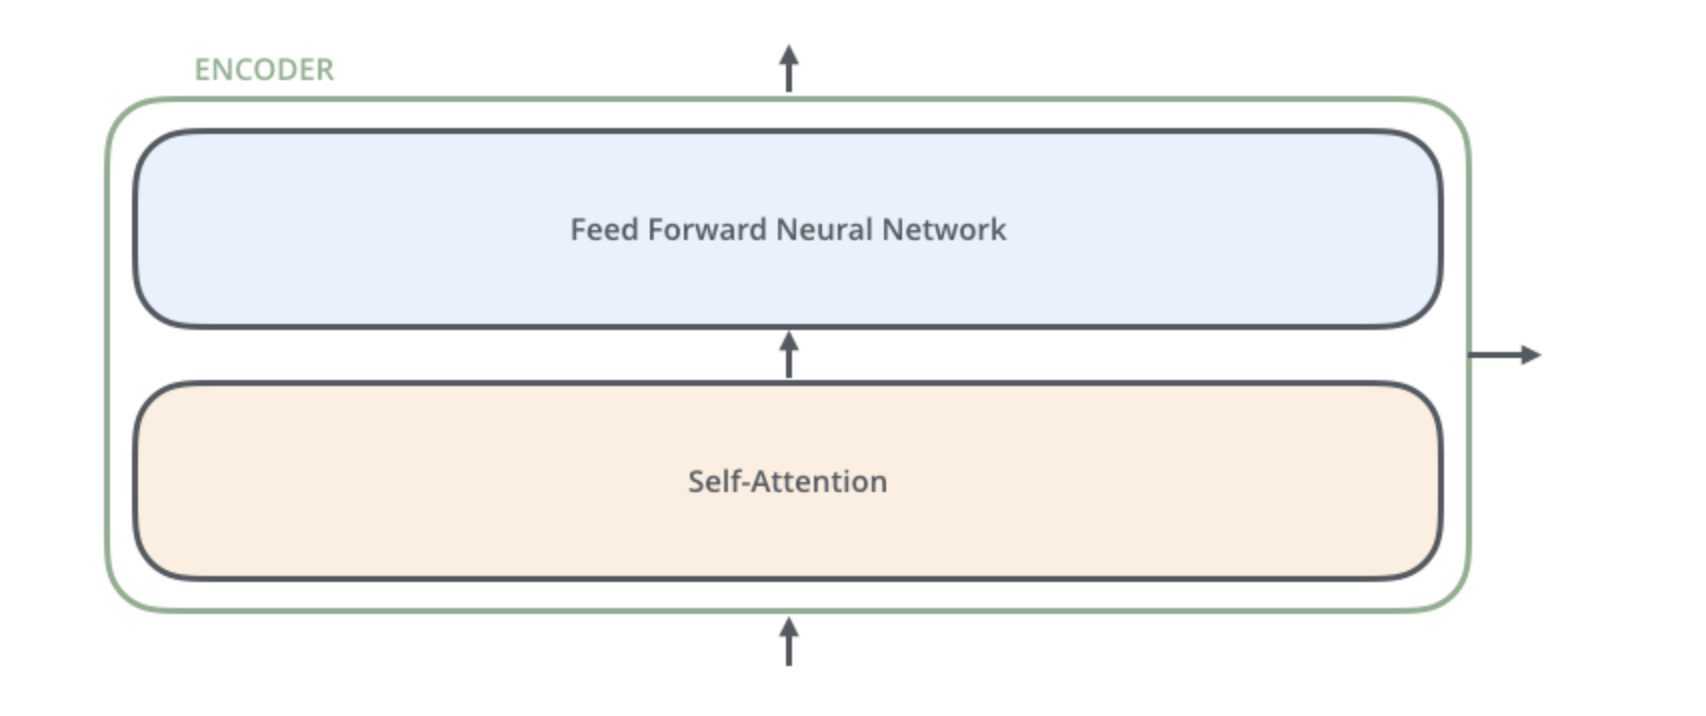 ENCODER
Feed Forward Neural Network
Self-Attention